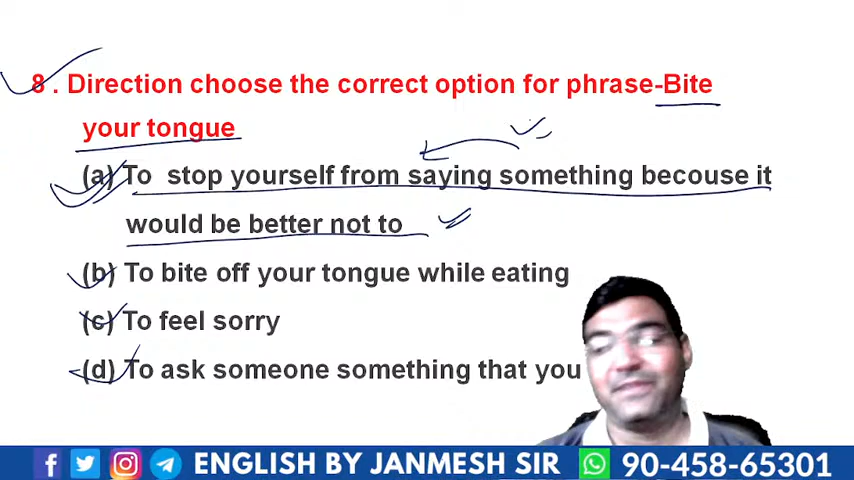 8 . Direction choose the correct option for phrase-Bite
your tongue
(a) To stop yourself from saying something becouse it
would be better not to
(b) To bite off your tongue while eating
(c) To feel sorry
(d) To ask someone something that you
ENGLISH BY JANMESH SIR 90-458-65301